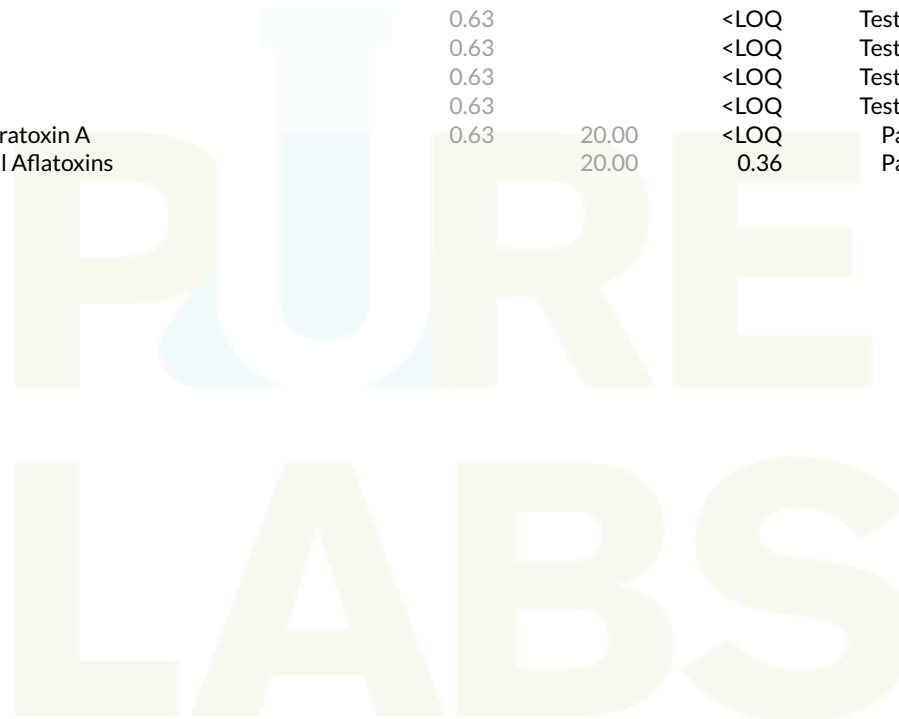 0.63 <LOQ Test
0.63 <LOQ Test
0.63 <LOQ Test
0.63 <LOQ Test
ratoxin A 0.63 20.00 <LOQ Pa
l Aflatoxins 20.00 0.36 Pa
PURE
LABS